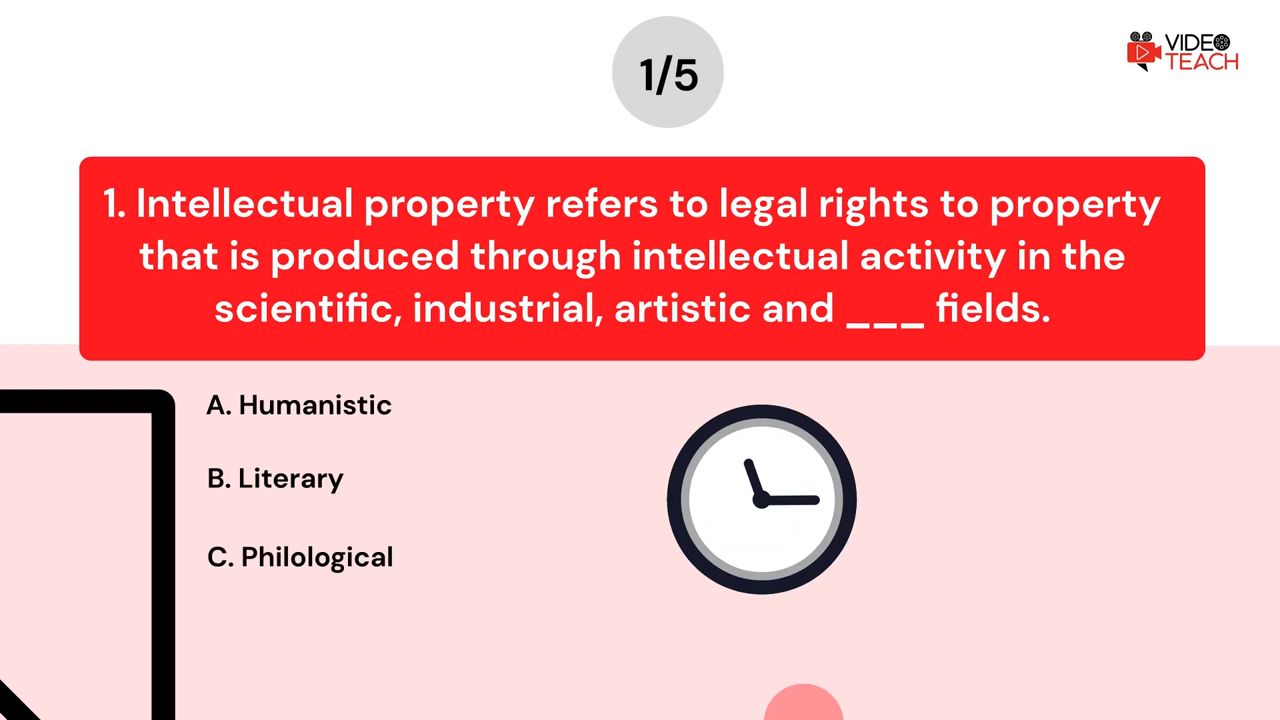 1/5
VIDEO
TEACH
1. Intellectual property refers to legal rights to property
that is produced through intellectual activity in the
scientific, industrial, artistic and ___ fields.
A. Humanistic
B. Literary
C. Philological